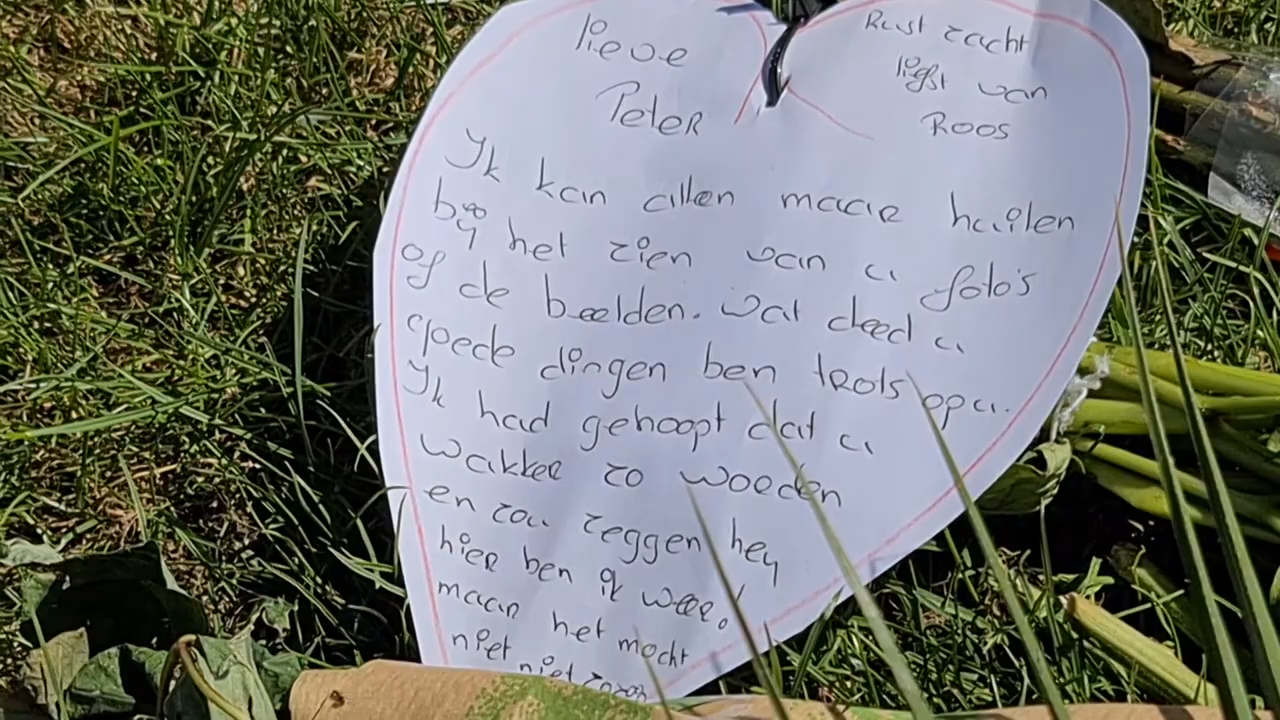 lieve
Peter
Rust zacht
liefst van
Roos
Ik kan allen maar huilen
bij het zien van u foto's
of de beelden. Wat deed u
goede dingen ben trots op u.
Ik had gehoopt dat u
wakker zo worden
en zou zeggen hey
hier ben ik weer!
maar het mocht
niet